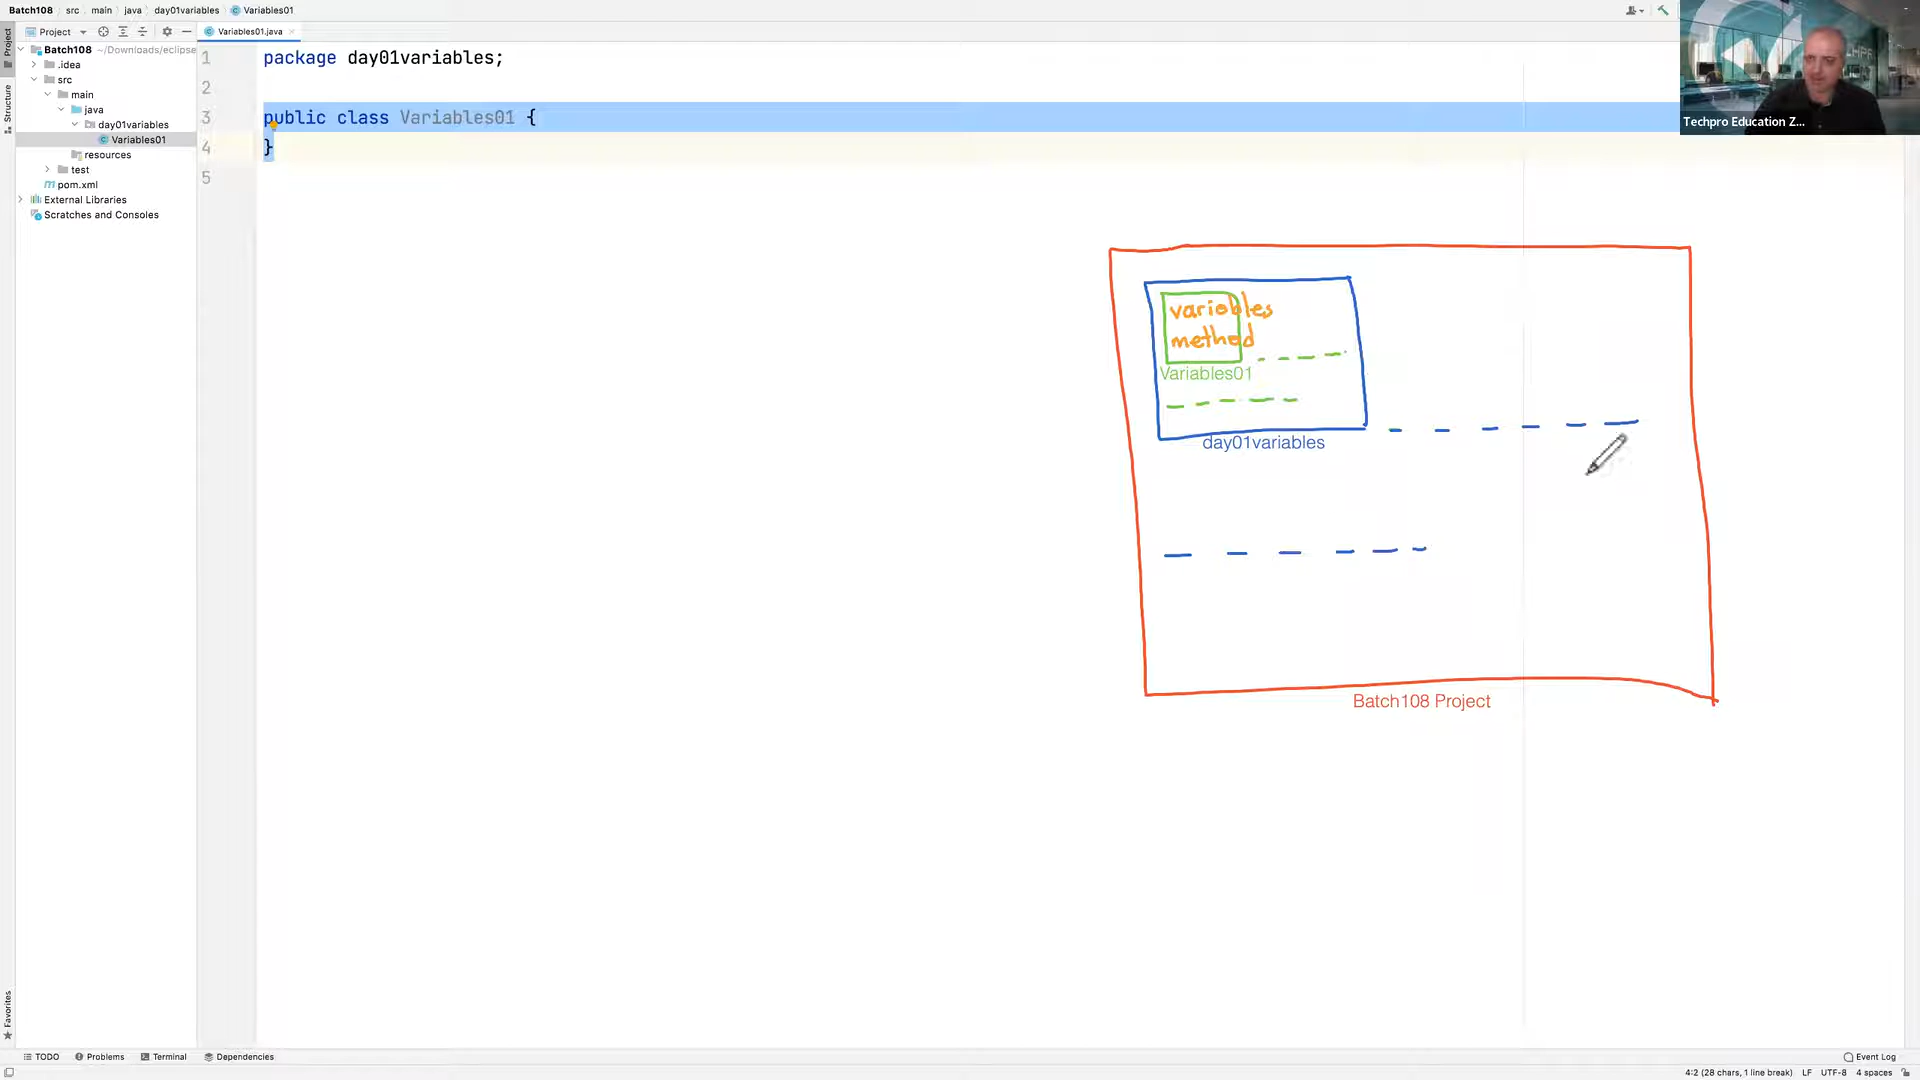 Batch108 src main java day01variables Variables01
Project
Variables01.java
Project
Structure
Favorites
Batch108 ~/Downloads/eclipse
.idea
src
main
java
day01variables
Variables01
resources
test
pom.xml
External Libraries
Scratches and Consoles
1 package day01variables;
2
3 public class Variables01 {
4 }
5
Techpro Education Z...
variables
method
Variables01
day01variables
Batch108 Project
TODO Problems Terminal Dependencies Event Log
4:2 (28 chars, 1 line break) LF UTF-8 4 spaces